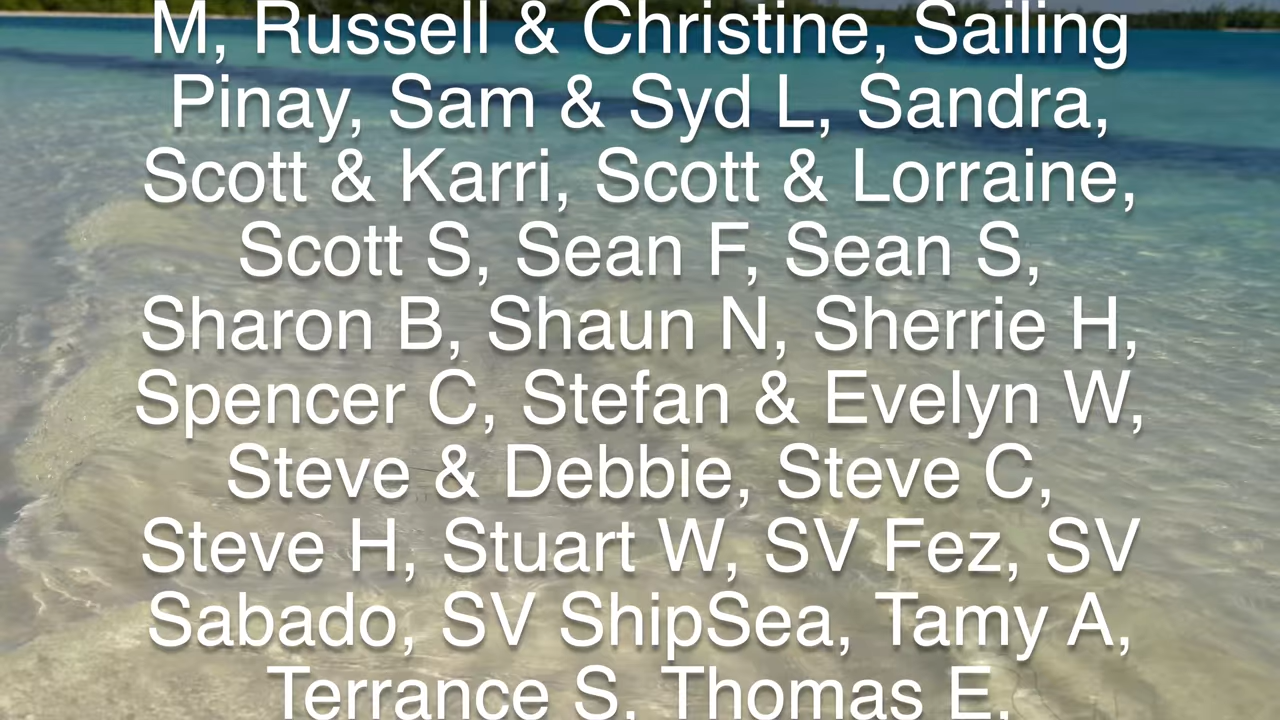 M, Russell & Christine, Sailing
Pinay, Sam & Syd L, Sandra,
Scott & Karri, Scott & Lorraine,
Scott S, Sean F, Sean S,
Sharon B, Shaun N, Sherrie H,
Spencer C, Stefan & Evelyn W,
Steve & Debbie, Steve C,
Steve H, Stuart W, SV Fez, SV
Sabado, SV ShipSea, Tamy A,
Terrance S, Thomas E,